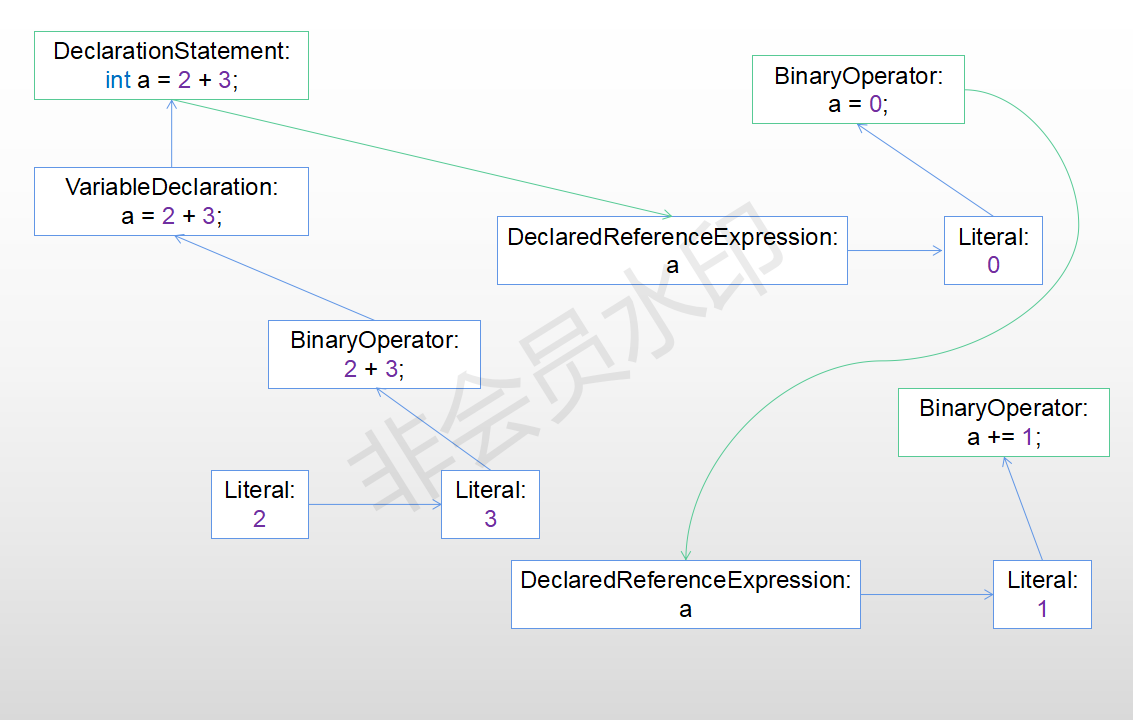 DeclarationStatement:
int a = 2 + 3;
BinaryOperator:
a = 0;
VariableDeclaration:
a = 2 + 3;
DeclaredReferenceExpression:
a
Literal:
0
BinaryOperator:
2 + 3;
BinaryOperator:
a += 1;
Literal:
2
Literal:
3
DeclaredReferenceExpression:
a
Literal:
1
非会员水印